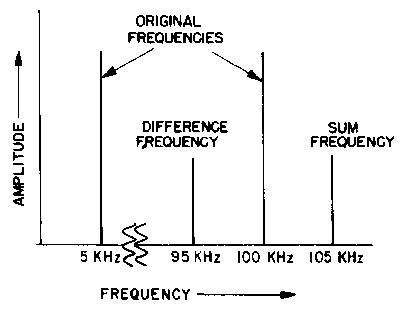 ORIGINAL
FREQUENCIES
DIFFERENCE
FREQUENCY
SUM
FREQUENCY
AMPLITUDE
5 KHz
95 KHz
100 KHz
105 KHz
FREQUENCY